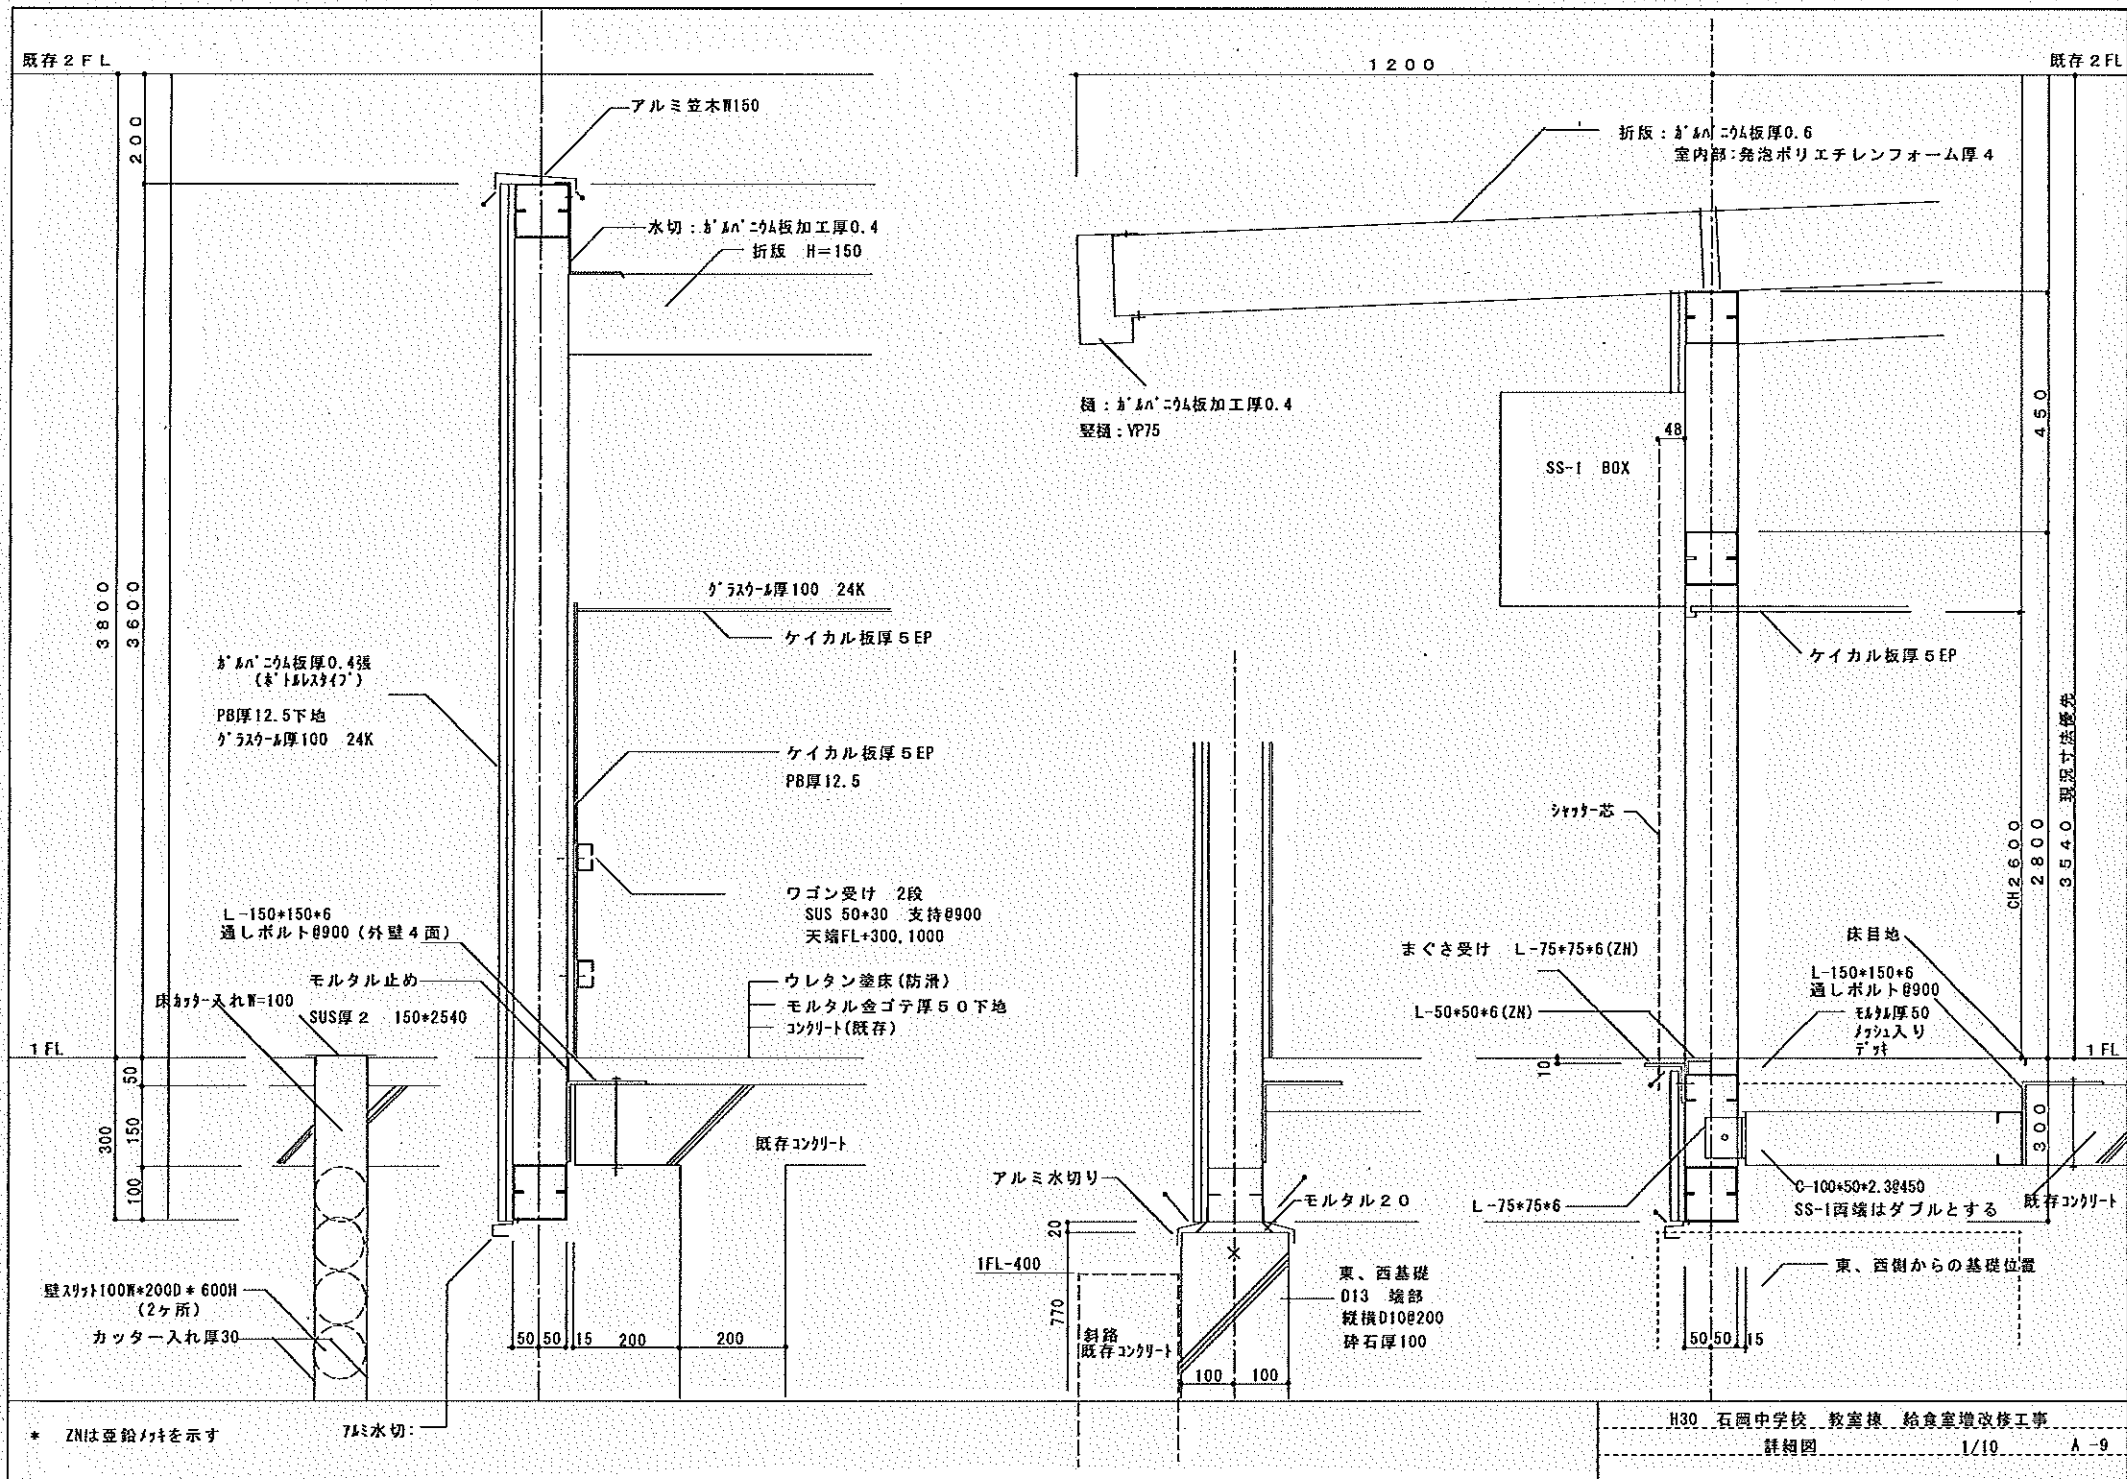 既存2FL
200
3800
3600
アルミ笠木W150
水切:ガルバニウム板加工厚0.4
折版 H=150
グラスウール厚100 24K
ケイカル板厚5EP
ガルバニウム板厚0.4張
(ボトルレスタイプ)
PB厚12.5下地
グラスウール厚100 24K
ケイカル板厚5EP
PB厚12.5
ワゴン受け 2段
SUS 50*30 支持@900
天端FL+300,1000
L-150*150*6
通しボルト@900(外壁4面)
モルタル止め
床カッター入れW=100
SUS厚2 150*2540
ウレタン塗床(防滑)
モルタル金ゴテ厚50下地
コンクリート(既存)
1FL
50
150
300
100
既存コンクリート
壁スリット100W*200D*600H
(2ヶ所)
カッター入れ厚30
50 50 15 200 200
アルミ水切:
* ZNは亜鉛メッキを示す
1200
既存2FL
折版:ガルバニウム板厚0.6
室内部:発泡ポリエチレンフォーム厚4
樋:ガルバニウム板加工厚0.4
竪樋:VP75
48
SS-1 BOX
450
ケイカル板厚5EP
シャッター芯
CH2600
2800
3540 現況寸法優先
まぐさ受け L-75*75*6(ZN)
L-50*50*6(ZN)
床目地
L-150*150*6
通しボルト@900
モルタル厚50
メッシュ入り
デッキ
1FL
10
300
アルミ水切り
モルタル20
L-75*75*6
C-100*50*2.3@450
SS-1両端はダブルとする
既存コンクリート
20
1FL-400
770
斜路
既存コンクリート
東、西基礎
D13 端部
縦横D10@200
砕石厚100
100 100
東、西側からの基礎位置
50 50 15
H30 石岡中学校 教室棟 給食室増改修工事
詳細図 1/10 A-9